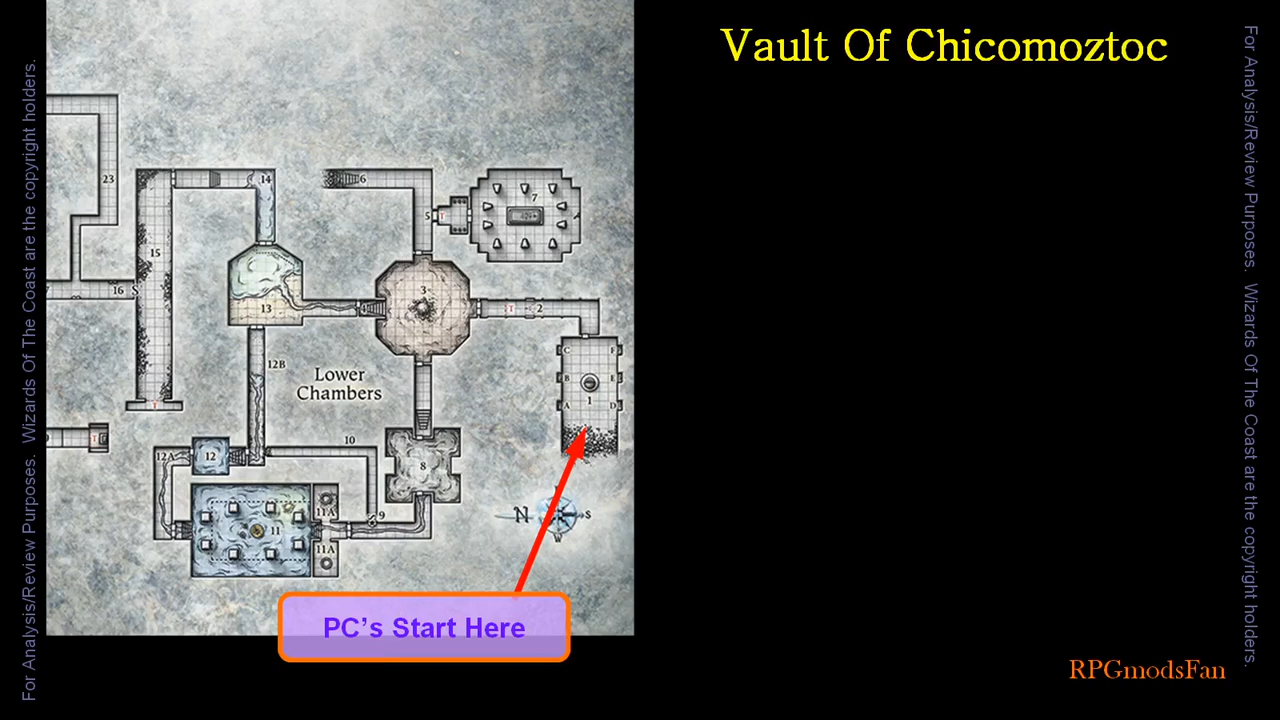 Vault Of Chicomoztoc
For Analysis/Review Purposes. Wizards Of The Coast are the copyright holders.
For Analysis/Review Purposes. Wizards Of The Coast are the copyright holders.
23
14
6
7
5
15
16
S
3
13
2
12B
Lower
Chambers
C
F
B
E
1
A
D
10
12A
12
8
9
11A
11
11A
N
S
W
T
T
T
T
PC's Start Here
RPGmodsFan